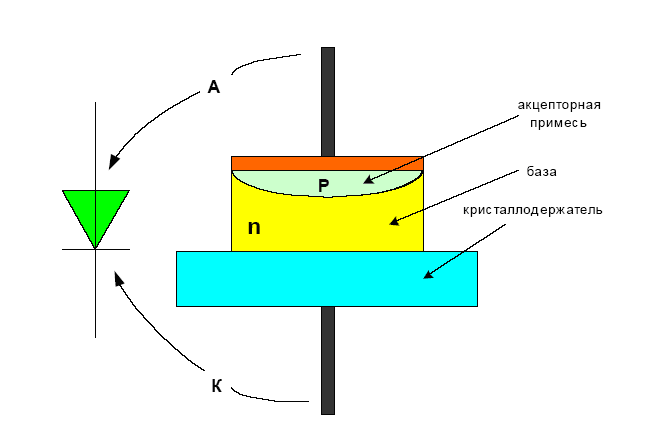 А
акцепторная
примесь
база
P
кристаллодержатель
n
К